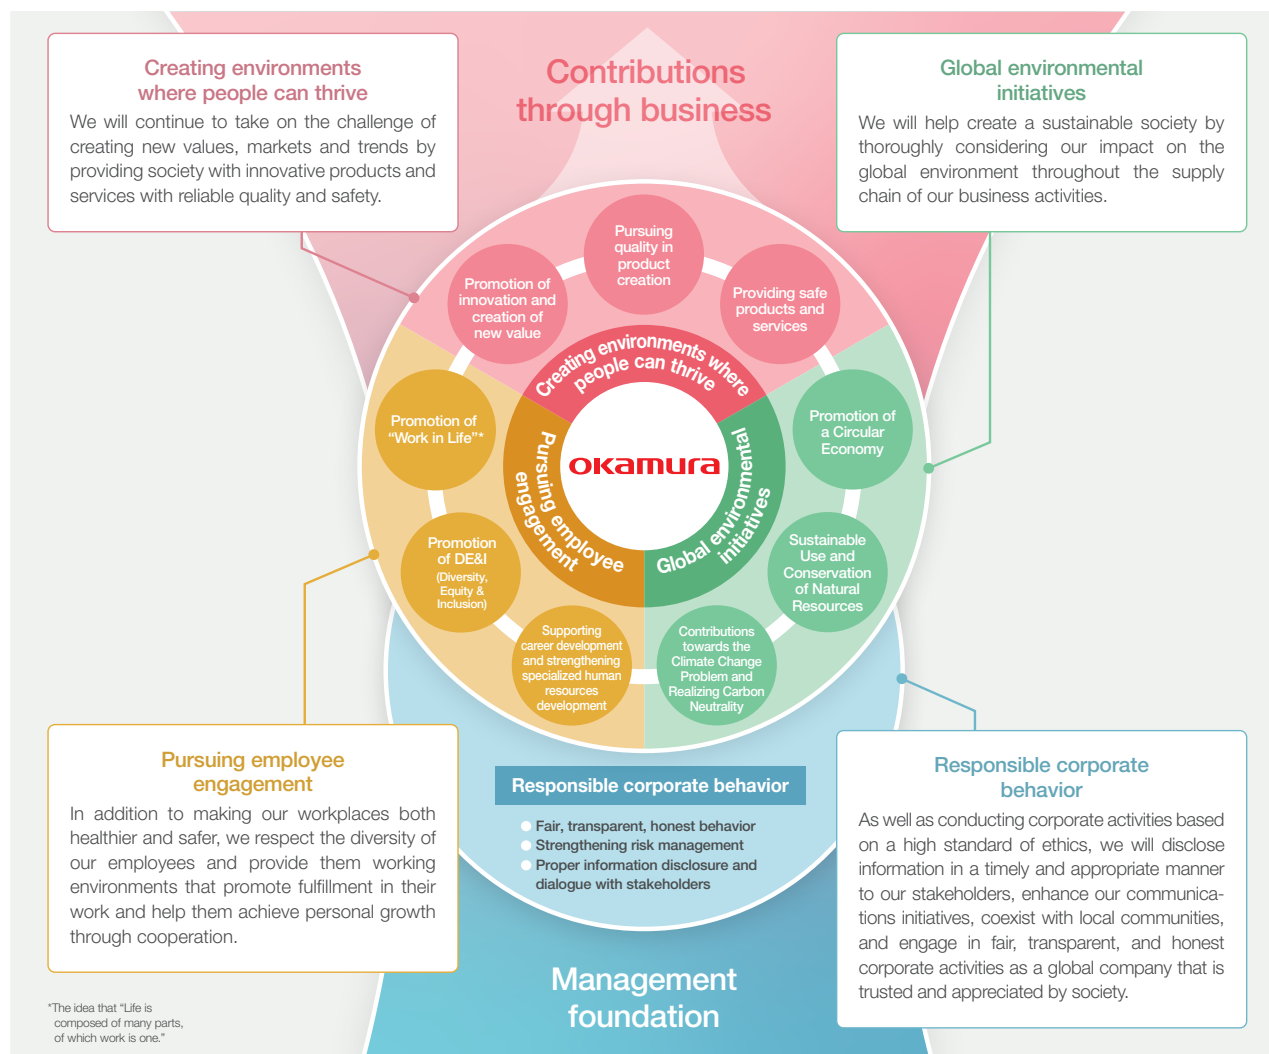 Contributions
through business
Creating environments
where people can thrive
We will continue to take on the challenge of
creating new values, markets and trends by
providing society with innovative products and
services with reliable quality and safety.
Global environmental
initiatives
We will help create a sustainable society by
thoroughly considering our impact on the
global environment throughout the supply
chain of our business activities.
Pursuing
quality in
product
creation
Promotion of
innovation and
creation of
new value
Providing safe
products and
services
Creating environments where
people can thrive
Promotion of
“Work in Life”*
Promotion of
a Circular
Economy
okamura
Pursuing employee
engagement
Global environmental
initiatives
Promotion
of DE&I
(Diversity,
Equity &
Inclusion)
Sustainable
Use and
Conservation
of Natural
Resources
Supporting
career development
and strengthening
specialized human
resources
development
Contributions
towards the
Climate Change
Problem and
Realizing Carbon
Neutrality
Pursuing employee
engagement
In addition to making our workplaces both
healthier and safer, we respect the diversity of
our employees and provide them working
environments that promote fulfillment in their
work and help them achieve personal growth
through cooperation.
Responsible corporate behavior
Fair, transparent, honest behavior
Strengthening risk management
Proper information disclosure and
dialogue with stakeholders
Responsible corporate
behavior
As well as conducting corporate activities based
on a high standard of ethics, we will disclose
information in a timely and appropriate manner
to our stakeholders, enhance our communica-
tions initiatives, coexist with local communities,
and engage in fair, transparent, and honest
corporate activities as a global company that is
trusted and appreciated by society.
Management
foundation
*The idea that “Life is
composed of many parts,
of which work is one.”